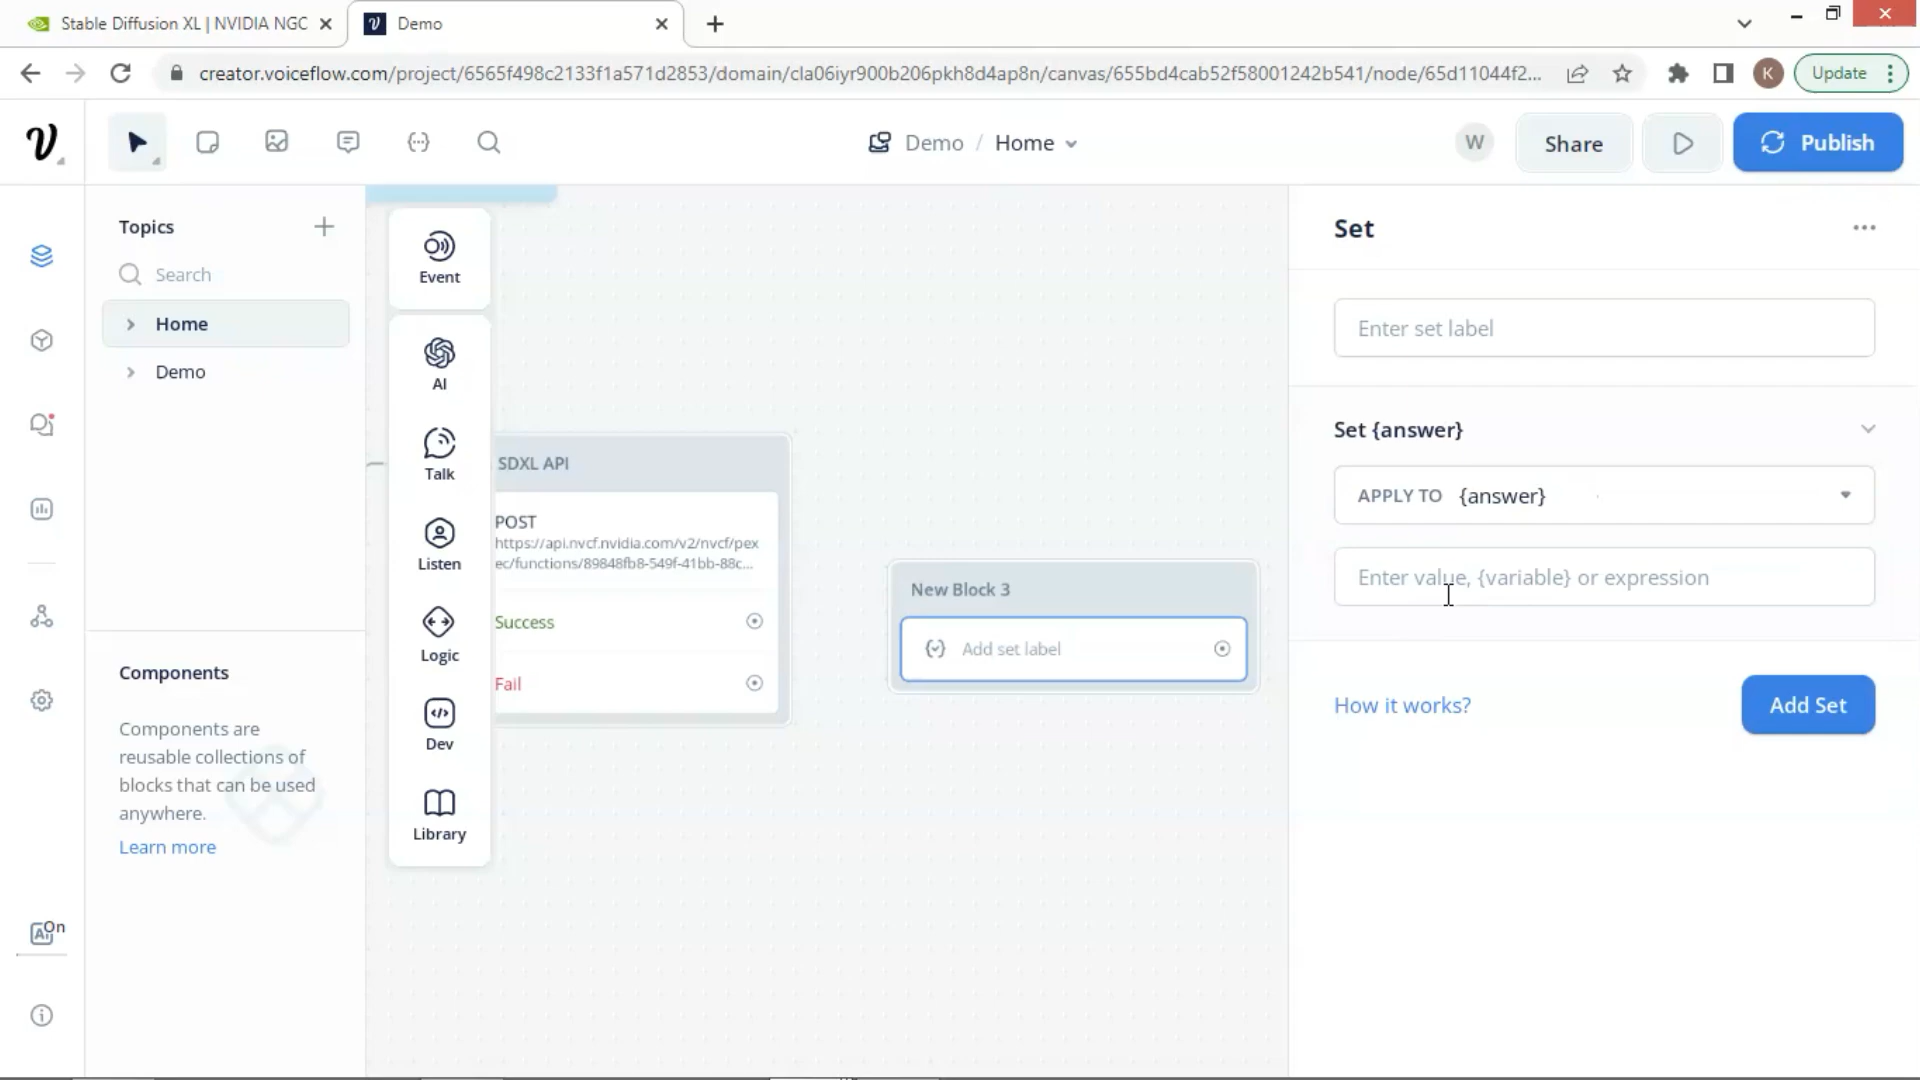 Stable Diffusion XL | NVIDIA NGC
Demo
creator.voiceflow.com/project/6565f498c2133f1a571d2853/domain/cla06iyr900b206pkh8d4ap8n/canvas/655bd4cab52f58001242b541/node/65d11044f2...
K
Update
Demo / Home
W
Share
Publish
Topics
Search
Home
Demo
Components
Components are
reusable collections of
blocks that can be used
anywhere.
Learn more
On
Event
AI
Talk
Listen
Logic
Dev
Library
SDXL API
POST
https://api.nvcf.nvidia.com/v2/nvcf/pex
ec/functions/89848fb8-549f-41bb-88c...
Success
Fail
New Block 3
Add set label
Set
Enter set label
Set {answer}
APPLY TO {answer}
Enter value, {variable} or expression
How it works?
Add Set